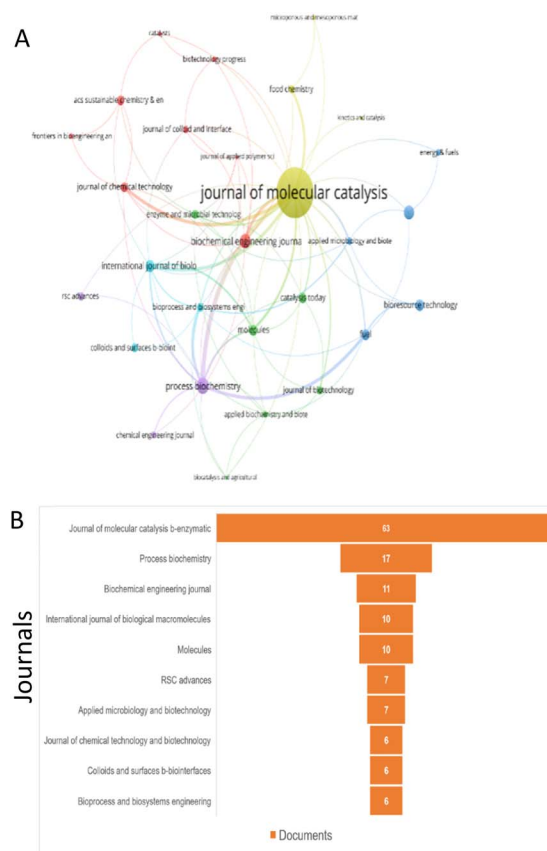 A
microporous and mesoporous mat
catalysts
biotechnology progress
food chemistry
acs sustainable chemistry & en
kinetics and catalysis
journal of colloid and interface
frontiers in bioengineering an
energy & fuels
journal of applied polymer sci
journal of chemical technology
journal of molecular catalysis
enzyme and microbial technolog
biochemical engineering journa
applied microbiology and biote
international journal of biolo
rsc advances
catalysis today
bioprocess and biosystems engi
bioresource technology
molecules
fuel
colloids and surfaces b-bioint
process biochemistry
journal of biotechnology
applied biochemistry and biote
chemical engineering journal
biocatalysis and agricultural
B
Journals
Journal of molecular catalysis b-enzymatic 63
Process biochemistry 17
Biochemical engineering journal 11
International journal of biological macromolecules 10
Molecules 10
RSC advances 7
Applied microbiology and biotechnology 7
Journal of chemical technology and biotechnology 6
Colloids and surfaces b-biointerfaces 6
Bioprocess and biosystems engineering 6
Documents